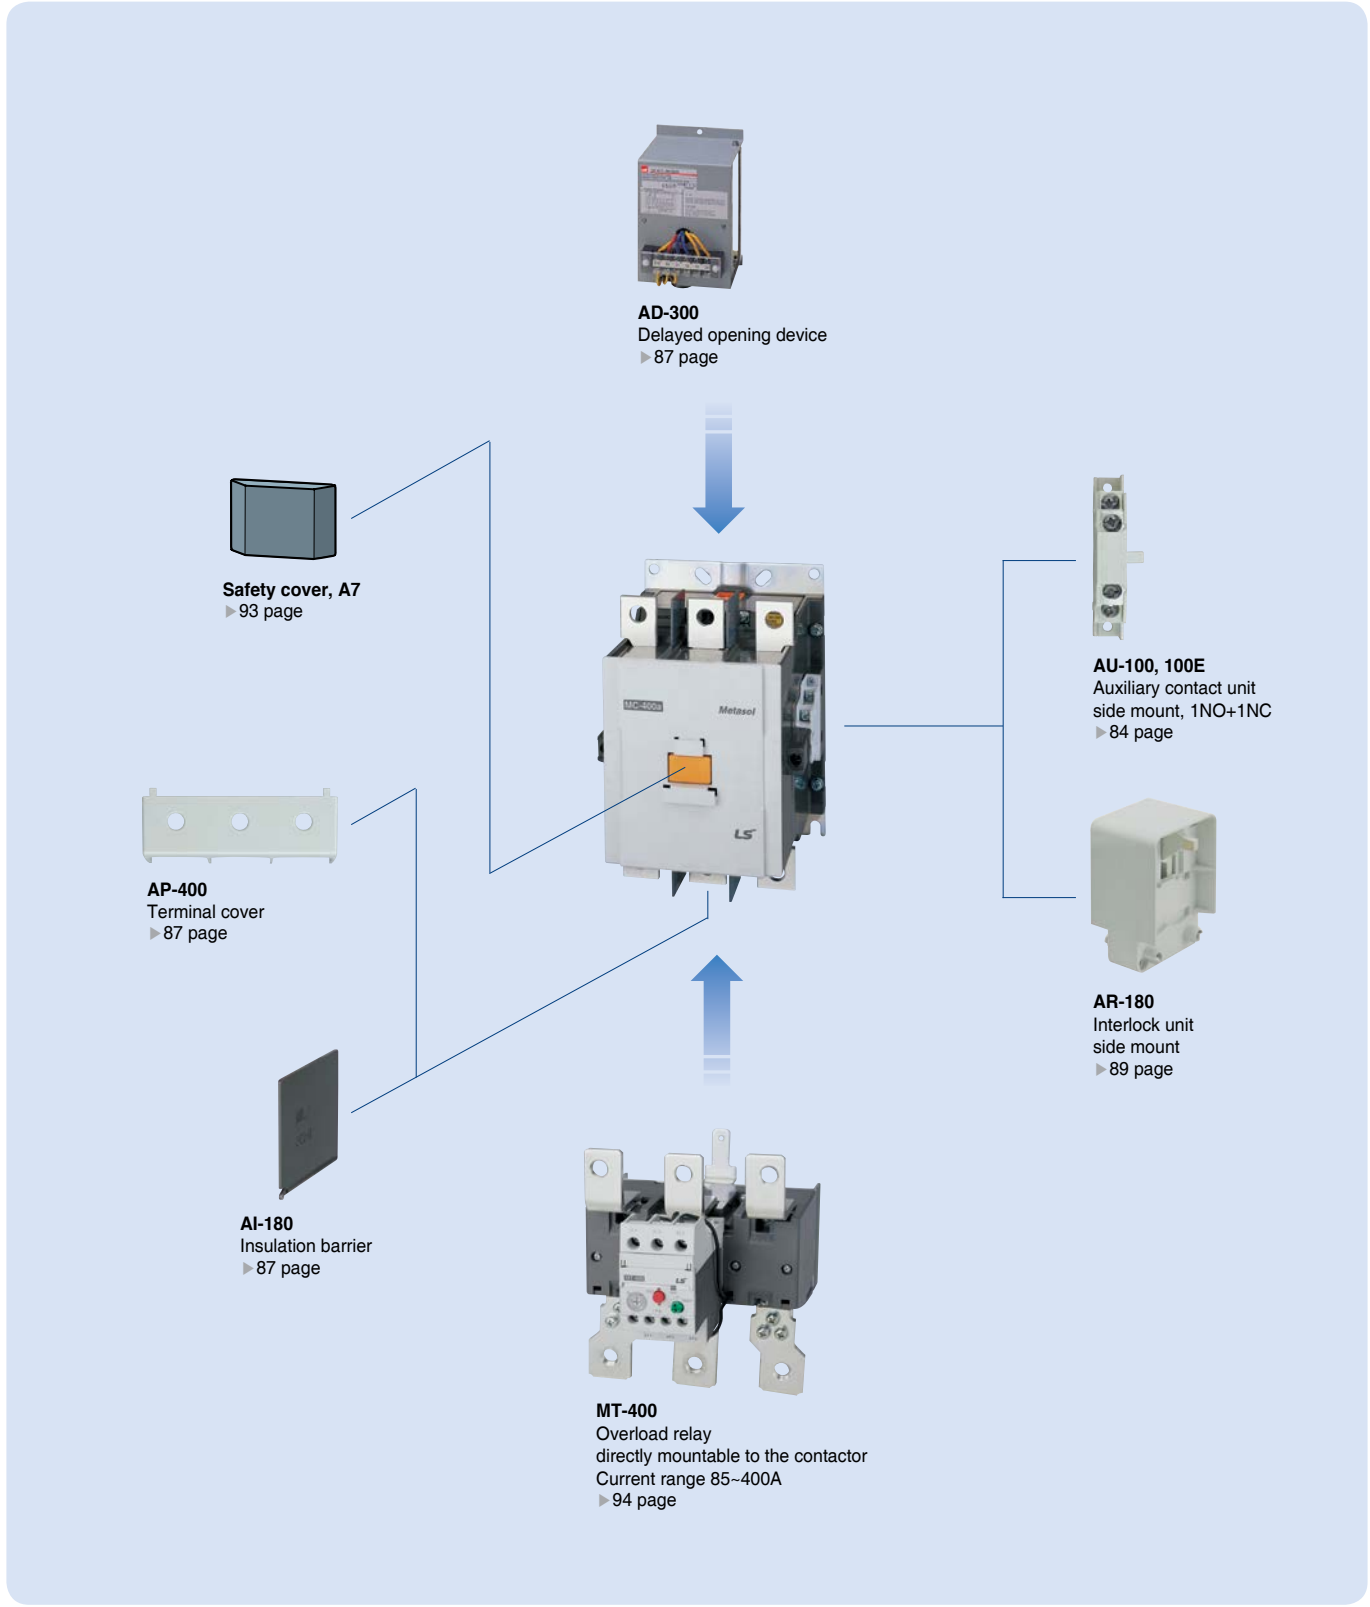 AD-300
Delayed opening device
▶87 page
Safety cover, A7
▶93 page
AU-100, 100E
Auxiliary contact unit
side mount, 1NO+1NC
▶84 page
MC-400a
Metasol
LS
AP-400
Terminal cover
▶87 page
AR-180
Interlock unit
side mount
▶89 page
AI-180
Insulation barrier
▶87 page
MT-400
LS
MT-400
Overload relay
directly mountable to the contactor
Current range 85~400A
▶94 page